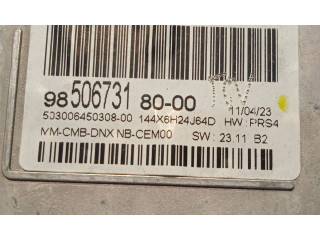 98 506731 80-00
11/04/23
503006450308-00 144X6H24J64D HW: PRS4
MM-CMB-DNX NB-CEM00 SW: 23.11 B2